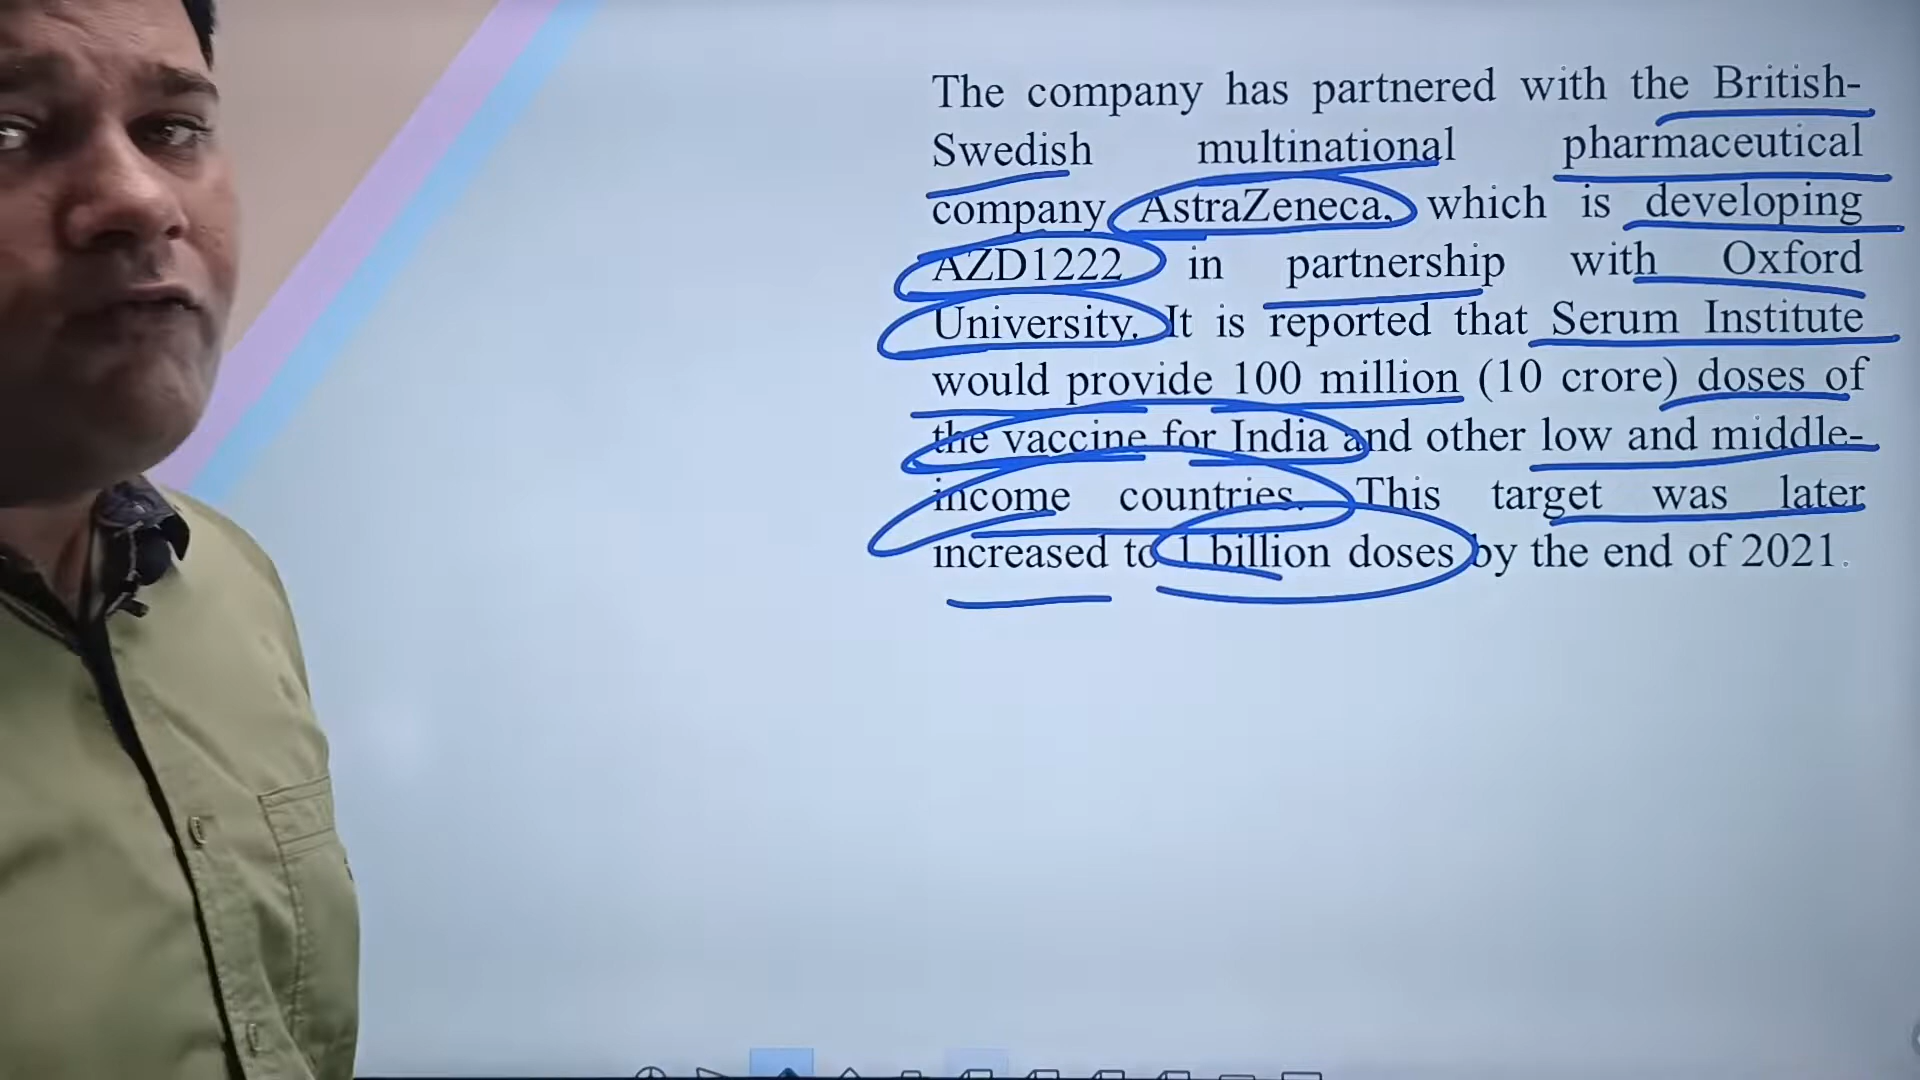 The company has partnered with the British-
Swedish multinational pharmaceutical
company AstraZeneca, which is developing
AZD1222 in partnership with Oxford
University. It is reported that Serum Institute
would provide 100 million (10 crore) doses of
the vaccine for India and other low and middle-
income countries. This target was later
increased to 1 billion doses by the end of 2021.